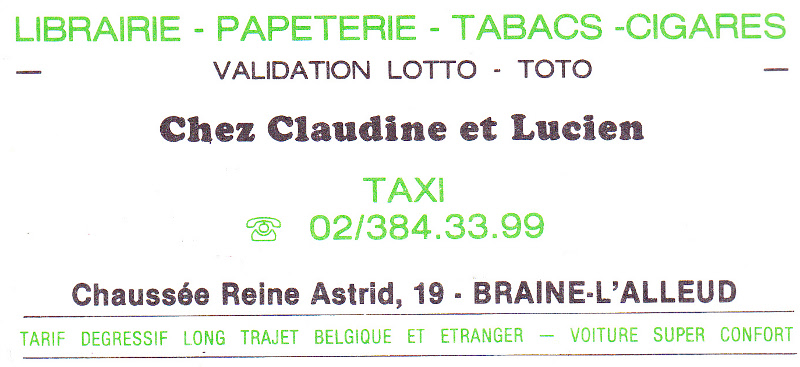 LIBRAIRIE - PAPETERIE - TABACS -CIGARES
— VALIDATION LOTTO - TOTO —
Chez Claudine et Lucien
TAXI
☎ 02/384.33.99
Chaussée Reine Astrid, 19 - BRAINE-L'ALLEUD
TARIF DEGRESSIF LONG TRAJET BELGIQUE ET ETRANGER — VOITURE SUPER CONFORT